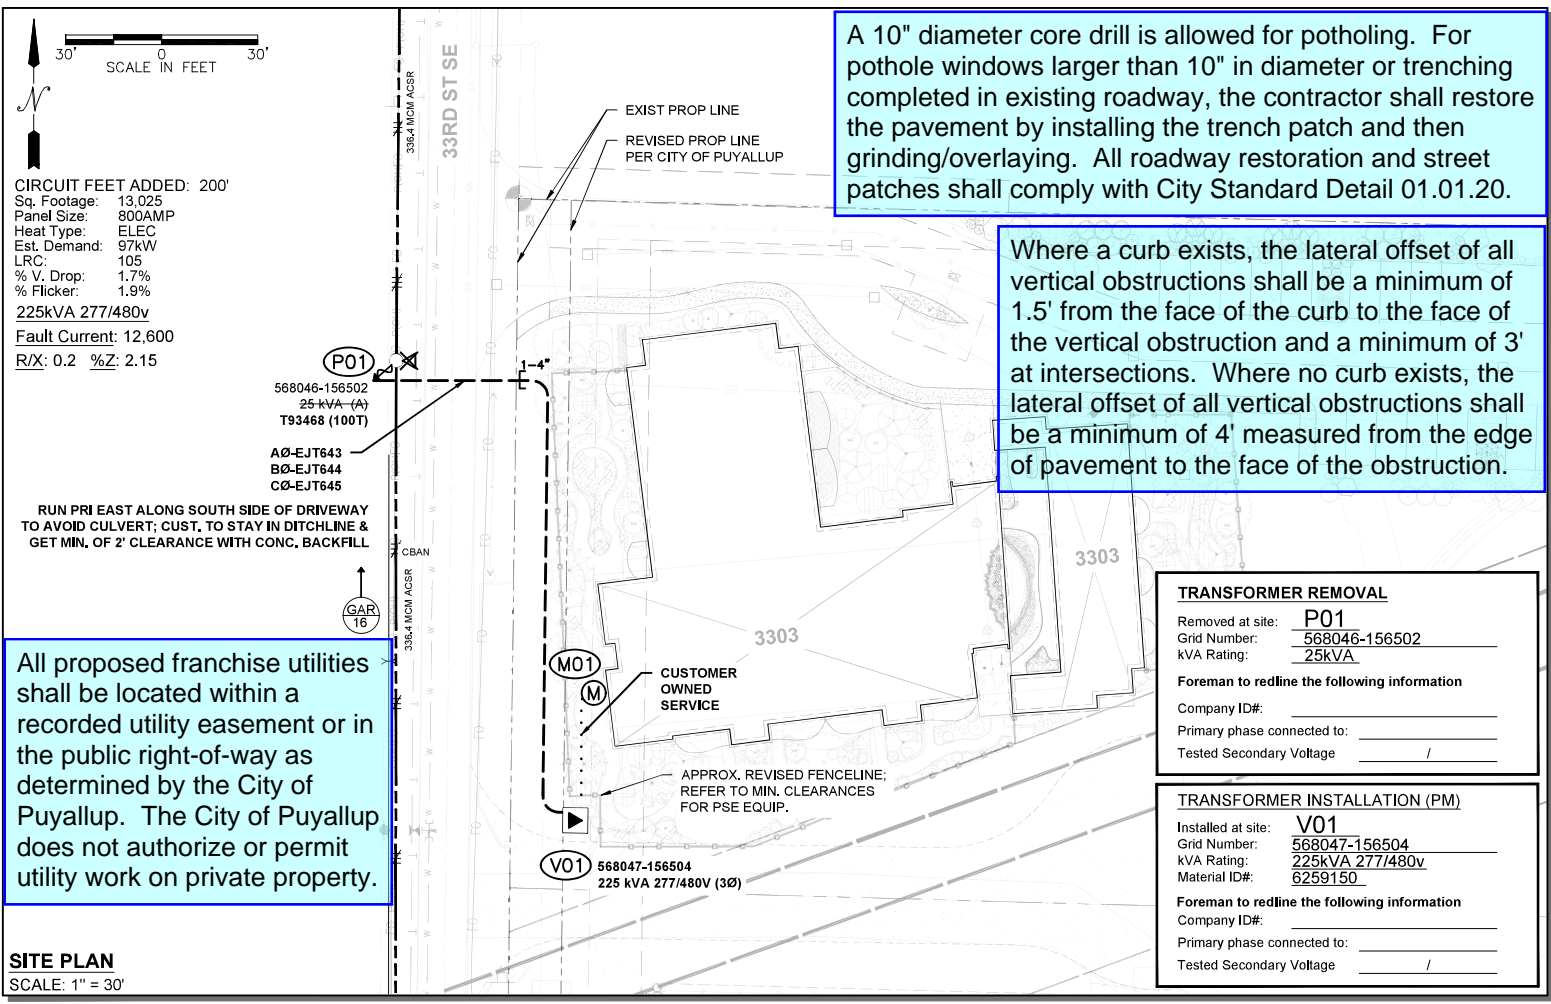 30' 0 30'
SCALE IN FEET
N
CIRCUIT FEET ADDED: 200'
Sq. Footage: 13,025
Panel Size: 800AMP
Heat Type: ELEC
Est. Demand: 97kW
LRC: 105
% V. Drop: 1.7%
% Flicker: 1.9%
225kVA 277/480v
Fault Current: 12,600
R/X: 0.2 %Z: 2.15
A 10" diameter core drill is allowed for potholing. For
pothole windows larger than 10" in diameter or trenching
completed in existing roadway, the contractor shall restore
the pavement by installing the trench patch and then
grinding/overlaying. All roadway restoration and street
patches shall comply with City Standard Detail 01.01.20.
Where a curb exists, the lateral offset of all
vertical obstructions shall be a minimum of
1.5' from the face of the curb to the face of
the vertical obstruction and a minimum of 3'
at intersections. Where no curb exists, the
lateral offset of all vertical obstructions shall
be a minimum of 4' measured from the edge
of pavement to the face of the obstruction.
336.4 MCM ACSR
33RD ST SE
EXIST PROP LINE
REVISED PROP LINE
PER CITY OF PUYALLUP
P01
1-4"
568046-156502
25 kVA (A)
T93468 (100T)
AØ-EJT643
BØ-EJT644
CØ-EJT645
RUN PRI EAST ALONG SOUTH SIDE OF DRIVEWAY
TO AVOID CULVERT; CUST. TO STAY IN DITCHLINE &
GET MIN. OF 2' CLEARANCE WITH CONC. BACKFILL
CBAN
336.4 MCM ACSR
GAR
16
3303
3303
M01
M
CUSTOMER
OWNED
SERVICE
APPROX. REVISED FENCELINE;
REFER TO MIN. CLEARANCES
FOR PSE EQUIP.
V01
568047-156504
225 kVA 277/480V (3Ø)
All proposed franchise utilities
shall be located within a
recorded utility easement or in
the public right-of-way as
determined by the City of
Puyallup. The City of Puyallup
does not authorize or permit
utility work on private property.
TRANSFORMER REMOVAL
Removed at site: P01
Grid Number: 568046-156502
kVA Rating: 25kVA
Foreman to redline the following information
Company ID#:
Primary phase connected to:
Tested Secondary Voltage /
TRANSFORMER INSTALLATION (PM)
Installed at site: V01
Grid Number: 568047-156504
kVA Rating: 225kVA 277/480v
Material ID#: 6259150
Foreman to redline the following information
Company ID#:
Primary phase connected to:
Tested Secondary Voltage /
SITE PLAN
SCALE: 1" = 30'